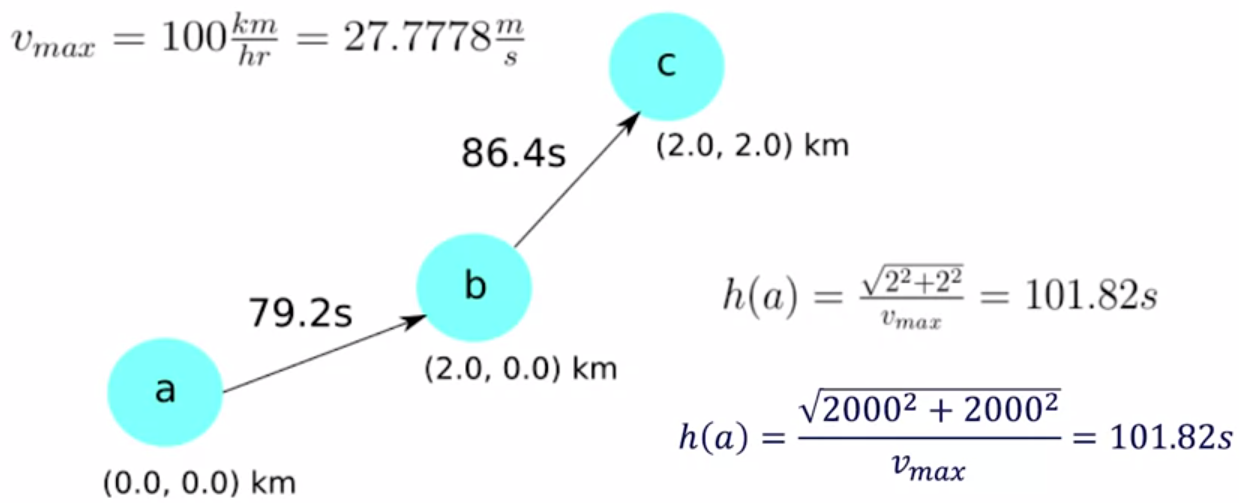 v_{max} = 100\frac{km}{hr} = 27.7778\frac{m}{s}
c
86.4s
(2.0, 2.0) km
b
79.2s
(2.0, 0.0) km
h(a) = \frac{\sqrt{2^2+2^2}}{v_{max}} = 101.82s
a
h(a) = \frac{\sqrt{2000^2 + 2000^2}}{v_{max}} = 101.82s
(0.0, 0.0) km